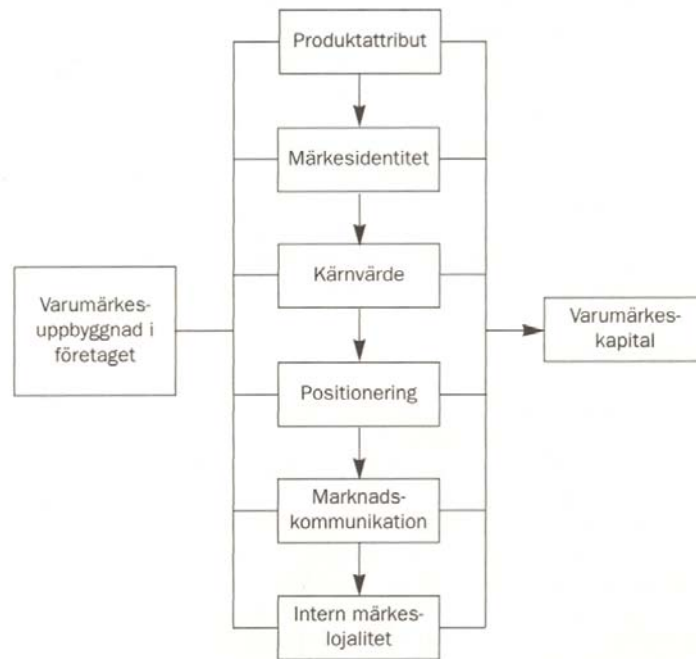 Produktattribut
Märkesidentitet
Kärnvärde
Varumärkes-
uppbyggnad i
företaget
Varumärkes-
kapital
Positionering
Marknads-
kommunikation
Intern märkes-
lojalitet